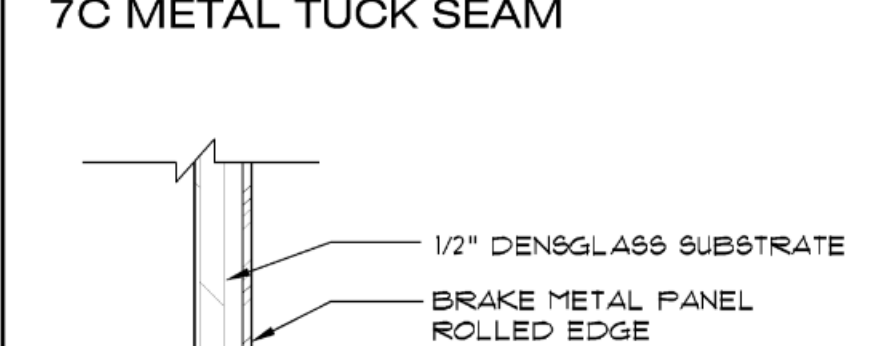 7C METAL TUCK SEAM
1/2" DENSGLASS SUBSTRATE
BRAKE METAL PANEL
ROLLED EDGE